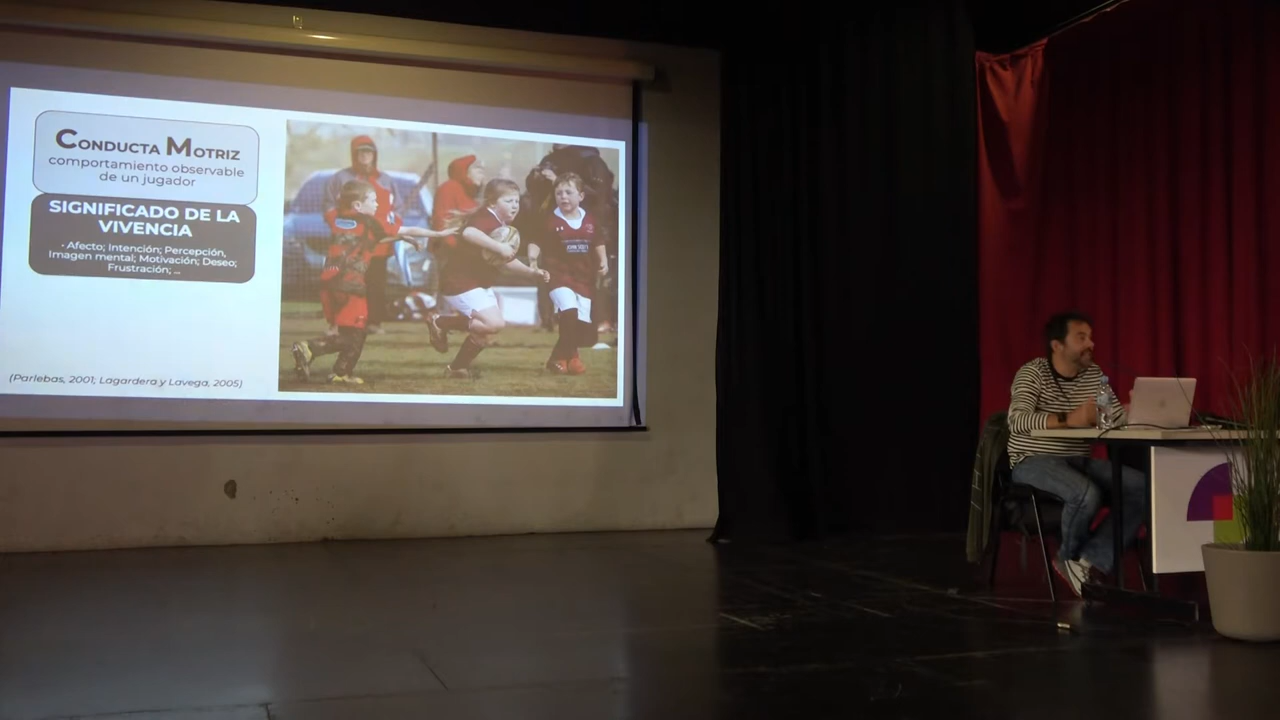 CONDUCTA MOTRIZ
comportamiento observable
de un jugador
SIGNIFICADO DE LA
VIVENCIA
- Afecto; Intención; Percepción,
Imagen mental; Motivación; Deseo;
Frustración; ...
(Parlebas, 2001; Lagardera y Lavega, 2005)